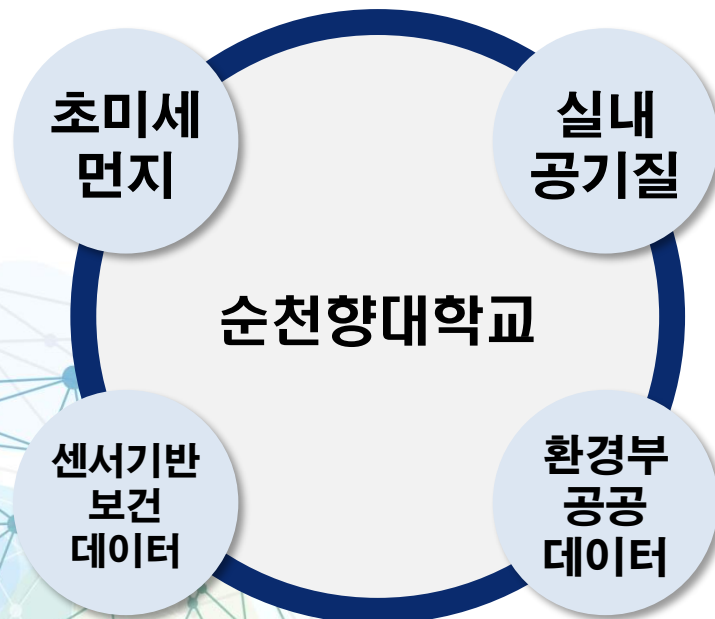 초미세
먼지
실내
공기질
순천향대학교
센서기반
보건
데이터
환경부
공공
데이터